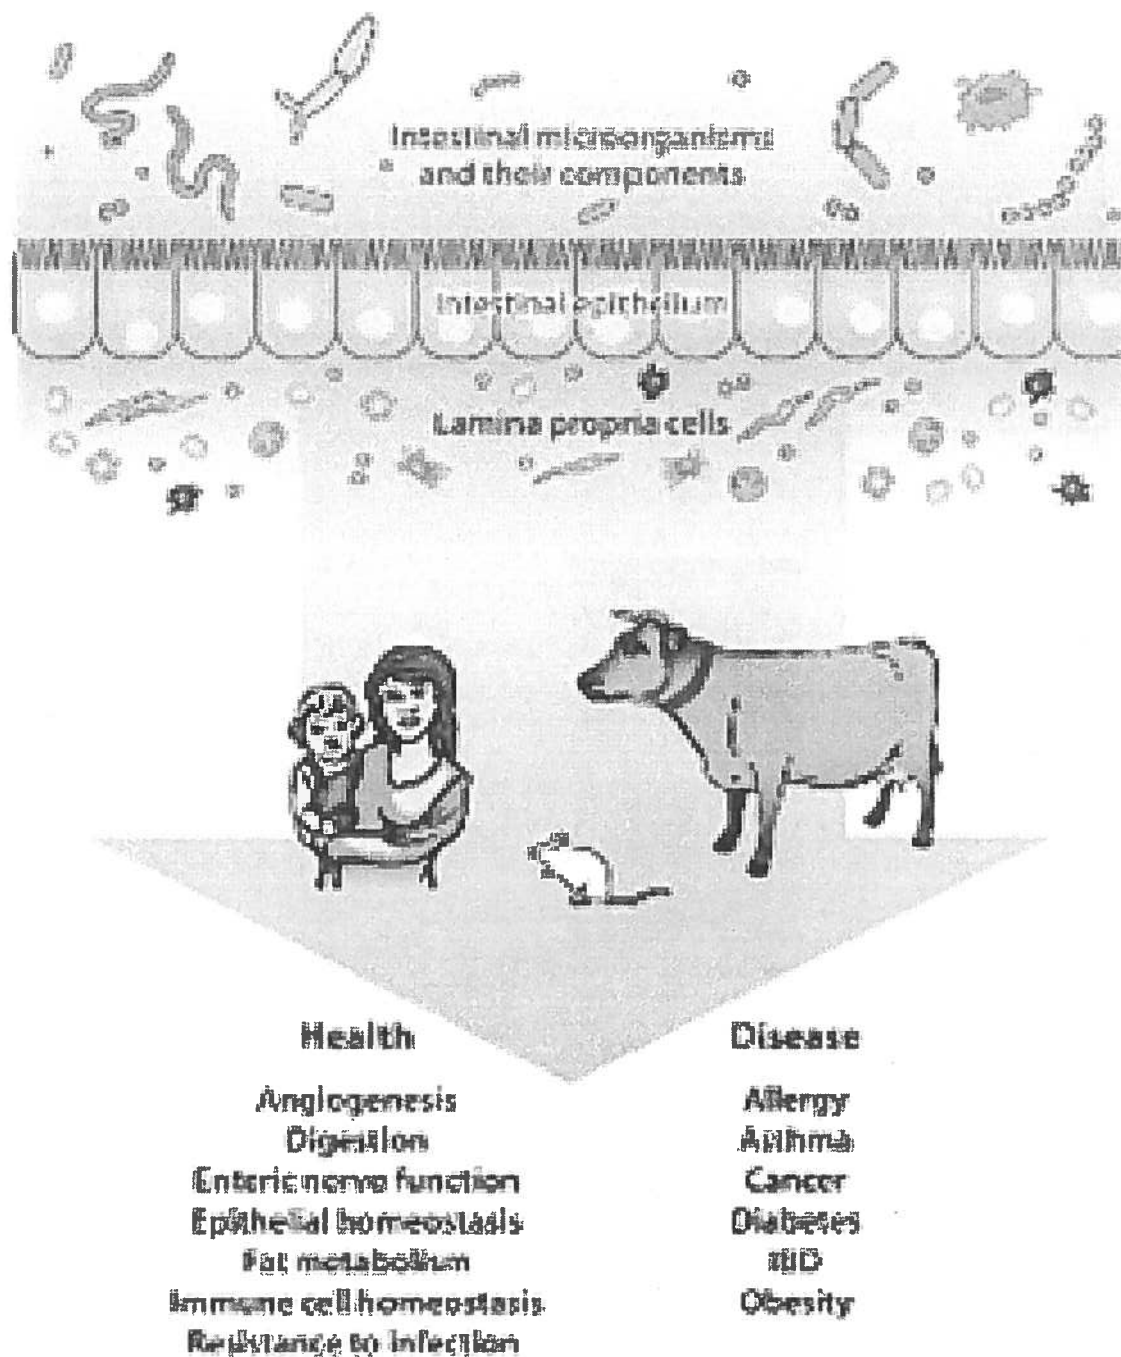 Intestinal microorganisms
and their components
Intestinal epithelium
Lamina propria cells
Health
Disease
Angiogenesis
Allergy
Digestion
Asthma
Enteric nerve function
Cancer
Epithelial homeostasis
Diabetes
Fat metabolism
IBD
Immune cell homeostasis
Obesity
Resistance to infection